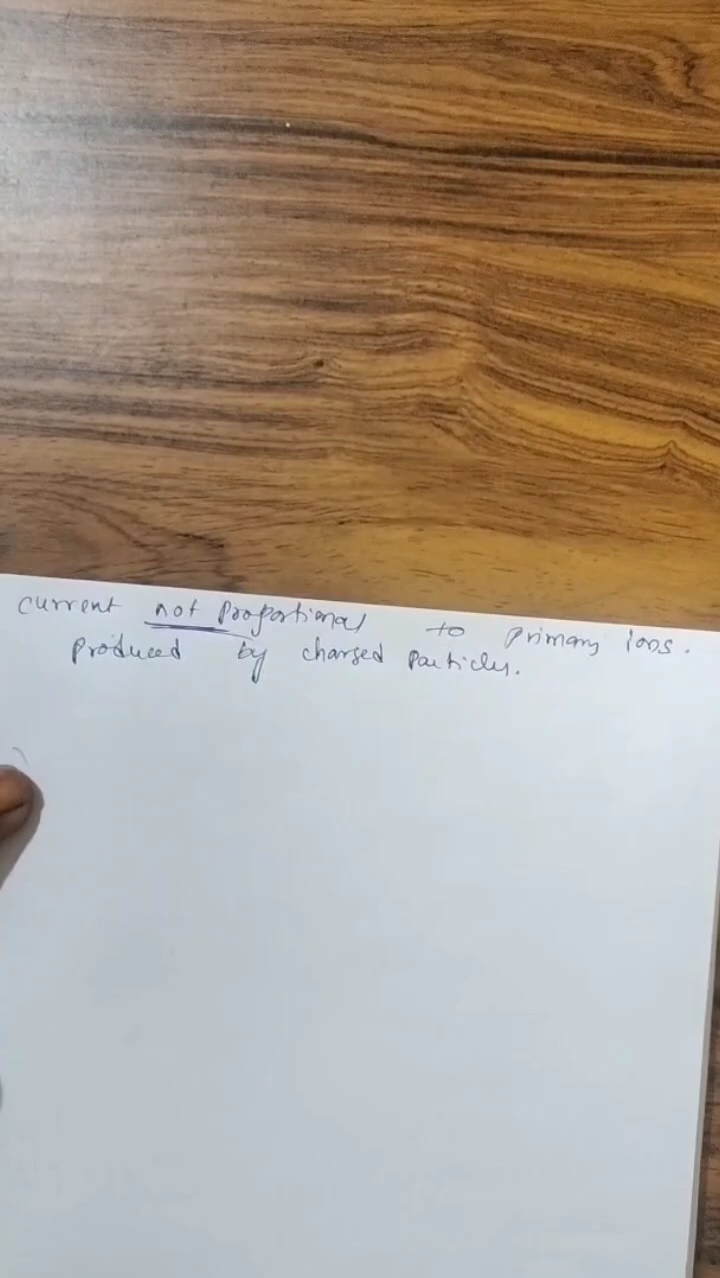 current not proportional to primary ions.
produced by charged particles.